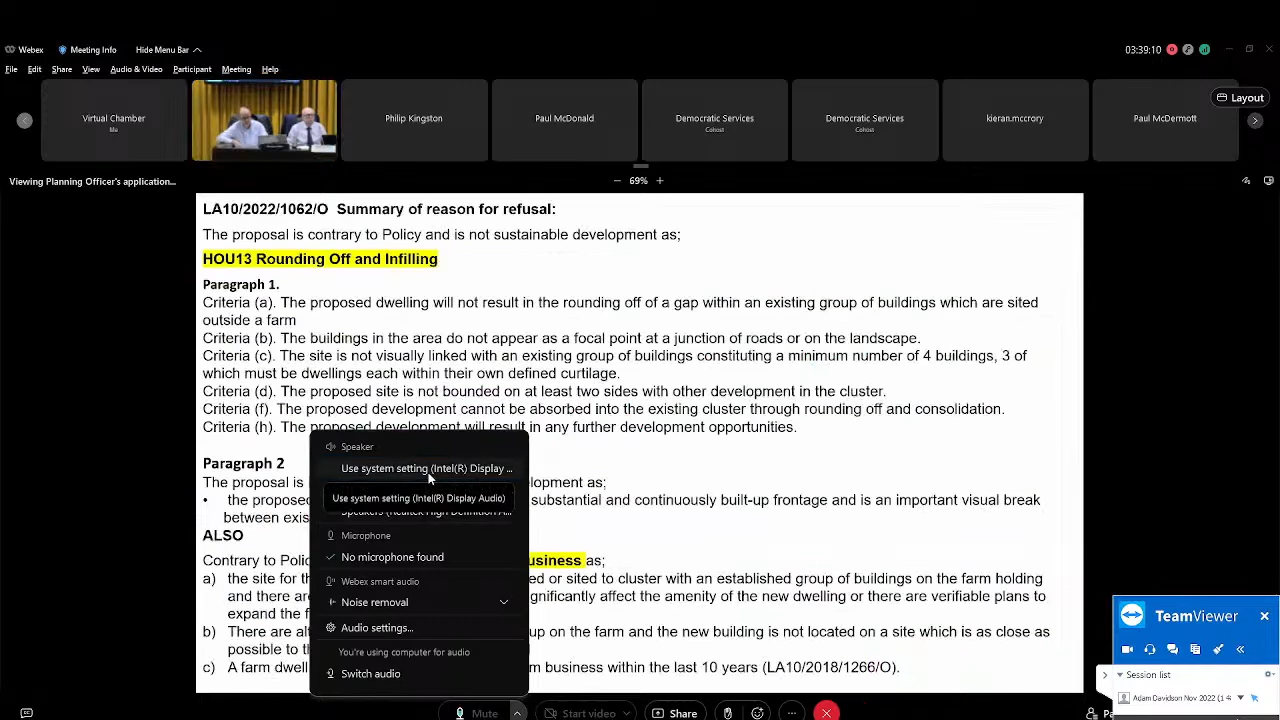 Webex Meeting Info Hide Menu Bar 03:39:10
File Edit Share View Audio & Video Participant Meeting Help
Layout
Virtual Chamber Philip Kingston Paul McDonald Democratic Services Democratic Services kieran.mccrory Paul McDermott
Me Cohost Cohost
Viewing Planning Officer's application... 69%
LA10/2022/1062/O Summary of reason for refusal:
The proposal is contrary to Policy and is not sustainable development as;
HOU13 Rounding Off and Infilling
Paragraph 1.
Criteria (a). The proposed dwelling will not result in the rounding off of a gap within an existing group of buildings which are sited
outside a farm
Criteria (b). The buildings in the area do not appear as a focal point at a junction of roads or on the landscape.
Criteria (c). The site is not visually linked with an existing group of buildings constituting a minimum number of 4 buildings, 3 of
which must be dwellings each within their own defined curtilage.
Criteria (d). The proposed site is not bounded on at least two sides with other development in the cluster.
Criteria (f). The proposed development cannot be absorbed into the existing cluster through rounding off and consolidation.
Criteria (h). The proposed development will result in any further development opportunities.
Speaker
Use system setting (Intel(R) Display ...
Use system setting (Intel(R) Display Audio)
Microphone
No microphone found
Webex smart audio
Noise removal
Audio settings...
You're using computer for audio
Switch audio
Paragraph 2
The proposal is as;
• the propose substantial and continuously built-up frontage and is an important visual break
between
ALSO
Contrary to usiness as;
a) the site for or sited to cluster with an established group of buildings on the farm holding
and there affect the amenity of the new dwelling or there are verifiable plans to
expand the
b) There are on the farm and the new building is not located on a site which is as close as
possible to
c) A farm business within the last 10 years (LA10/2018/1266/O).
TeamViewer
Session list
Adam Davidson Nov 2022
Mute Start video Share